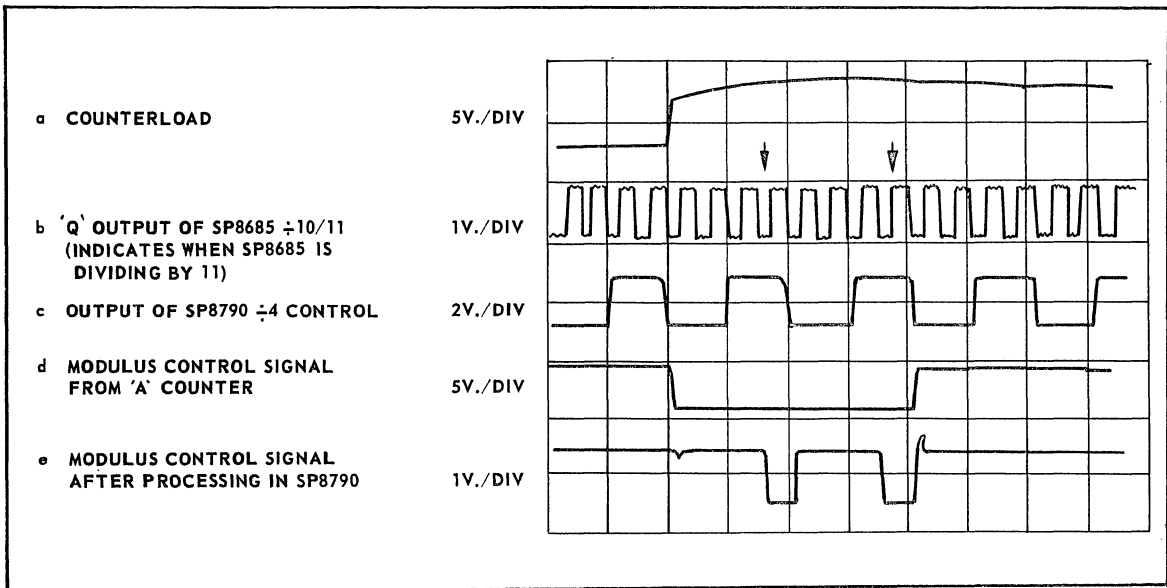 a COUNTERLOAD 5V./DIV
b 'Q' OUTPUT OF SP8685 ÷10/11 1V./DIV
(INDICATES WHEN SP8685 IS
DIVIDING BY 11)
c OUTPUT OF SP8790 ÷4 CONTROL 2V./DIV
d MODULUS CONTROL SIGNAL
FROM 'A' COUNTER 5V./DIV
e MODULUS CONTROL SIGNAL
AFTER PROCESSING IN SP8790 1V./DIV